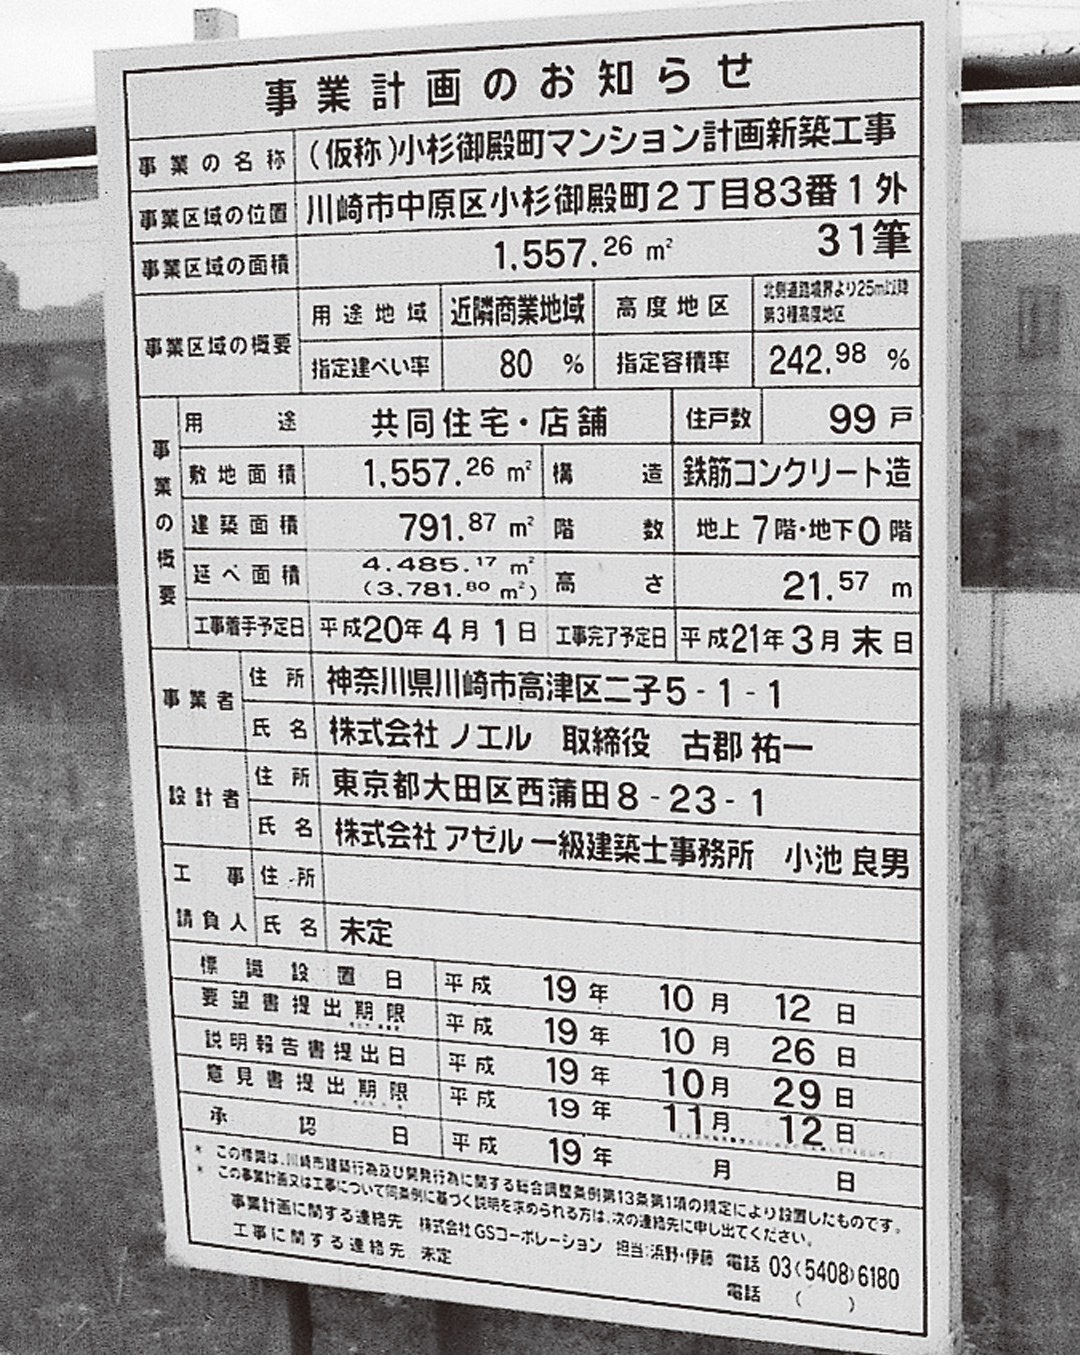 事業計画のお知らせ
事業の名称 (仮称)小杉御殿町マンション計画新築工事
事業区域の位置 川崎市中原区小杉御殿町2丁目83番1外
31筆
事業区域の面積 1,557.26 ㎡
事業区域の概要 用途地域 近隣商業地域 高度地区 北側道路境界より25m以降
第3種高度地区
指定建ぺい率 80 % 指定容積率 242.98 %
事業の概要
用途 共同住宅・店舗 住戸数 99戸
敷地面積 1,557.26 ㎡ 構造 鉄筋コンクリート造
建築面積 791.87 ㎡ 階数 地上7階・地下0階
延べ面積 4,485.17 ㎡
(3,781.80 ㎡) 高さ 21.57 m
工事着手予定日 平成20年4月1日 工事完了予定日 平成21年3月末日
事業者 住所 神奈川県川崎市高津区二子5-1-1
氏名 株式会社 ノエル 取締役 古郡 祐一
設計者 住所 東京都大田区西蒲田8-23-1
氏名 株式会社 アゼル 一級建築士事務所 小池 良男
工事請負人 住所
氏名 未定
標識設置日 平成19年10月12日
要望書提出期限 平成19年10月26日
説明報告書提出日 平成19年10月29日
意見書提出期限 平成19年11月12日
承認日 平成19年 月 日
* この標識は、川崎市建築行為及び開発行為に関する総合調整条例第13条第1項の規定により設置したものです。
* この事業計画又は工事について同条例に基づく説明を求められる方は、次の連絡先に申し出てください。
事業計画に関する連絡先 株式会社GSコーポレーション 担当:浜野・伊藤 電話 03(5408)6180
工事に関する連絡先 未定 電話 ( )